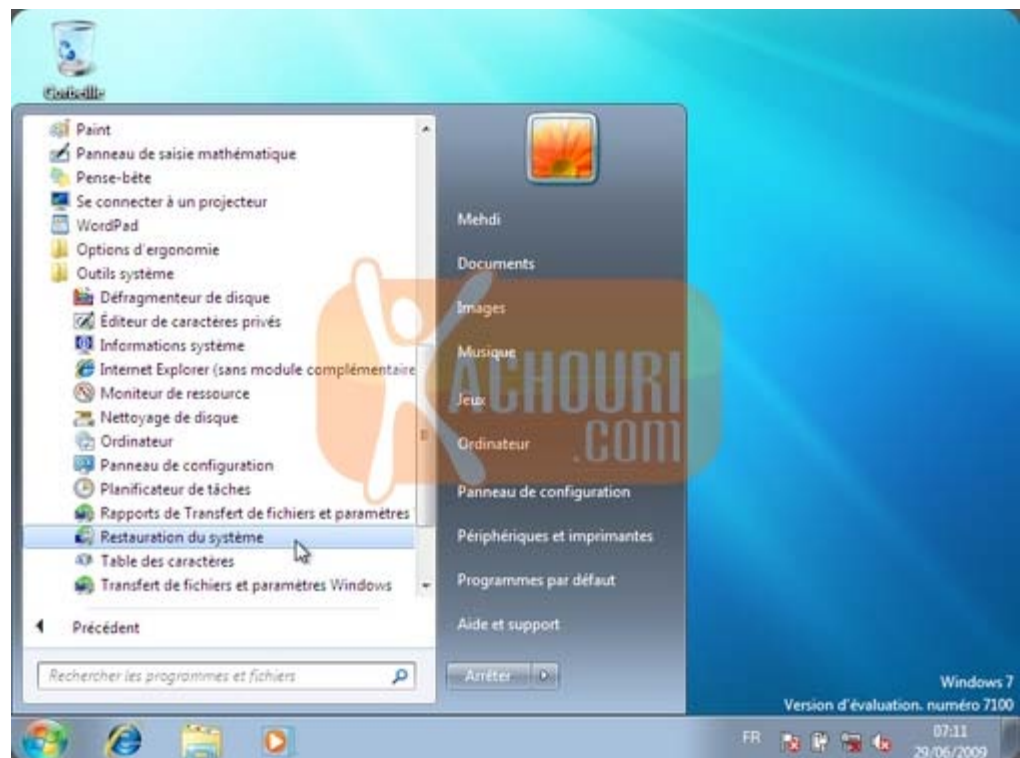 Corbeille
Paint
Panneau de saisie mathématique
Pense-bête
Se connecter à un projecteur
WordPad
Options d'ergonomie
Outils système
Défragmenteur de disque
Éditeur de caractères privés
Informations système
Internet Explorer (sans module complémentaire
Moniteur de ressource
Nettoyage de disque
Ordinateur
Panneau de configuration
Planificateur de tâches
Rapports de Transfert de fichiers et paramètres
Restauration du système
Table des caractères
Transfert de fichiers et paramètres Windows
Précédent
Rechercher les programmes et fichiers
Mehdi
Documents
Images
Musique
Jeux
Ordinateur
Panneau de configuration
Périphériques et imprimantes
Programmes par défaut
Aide et support
Arrêter
ACHOURI
.COM
Windows 7
Version d'évaluation. numéro 7100
FR
07:11
29/06/2009